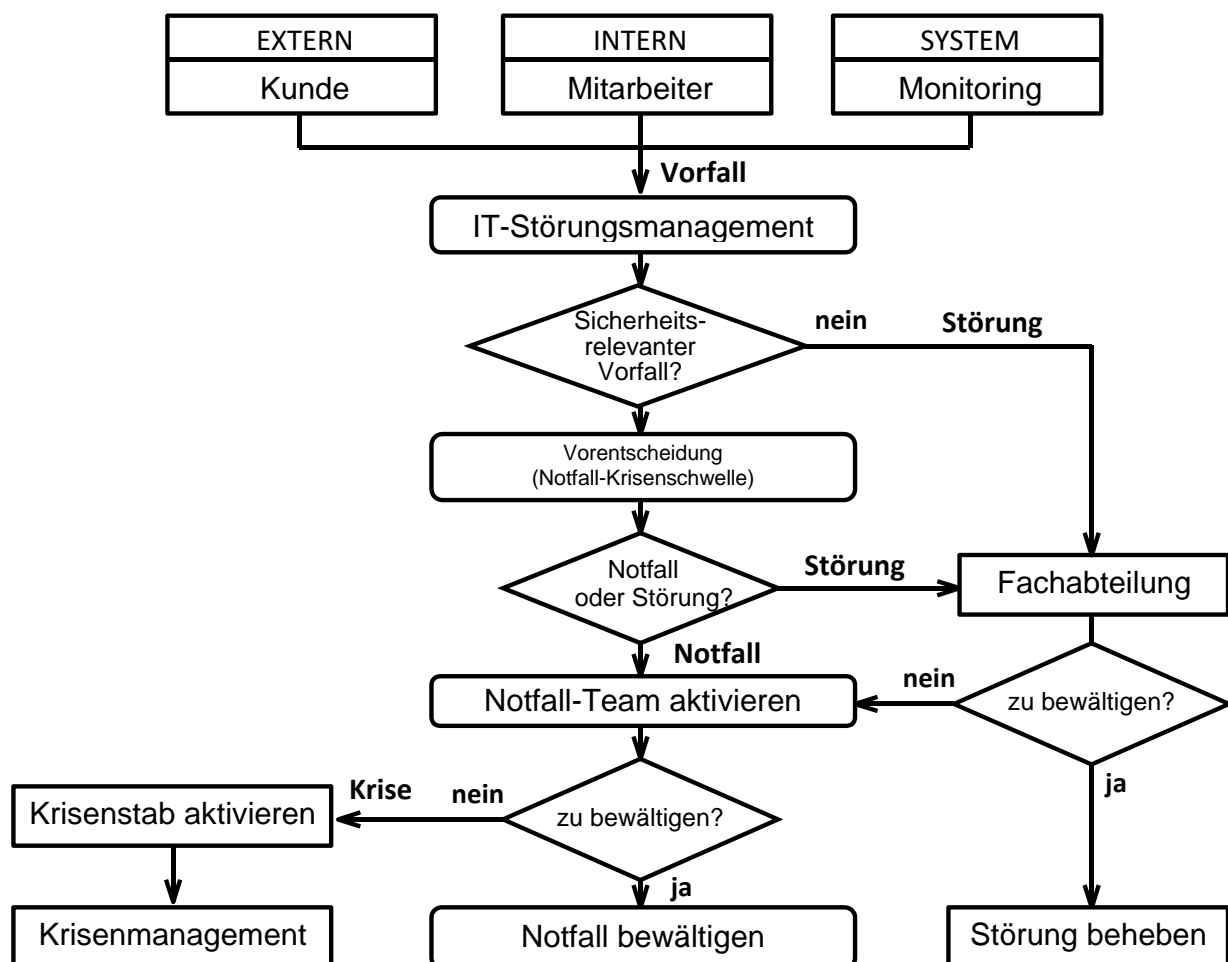 EXTERN
INTERN
SYSTEM
Kunde
Mitarbeiter
Monitoring
Vorfall
IT-Störungsmanagement
Sicherheits-
relevanter
Vorfall?
nein
Störung
Vorentscheidung
(Notfall-Krisenschwelle)
Notfall
oder Störung?
Störung
Fachabteilung
Notfall
Notfall-Team aktivieren
nein
zu bewältigen?
ja
Krise
nein
zu bewältigen?
Krisenstab aktivieren
ja
Krisenmanagement
Notfall bewältigen
Störung beheben